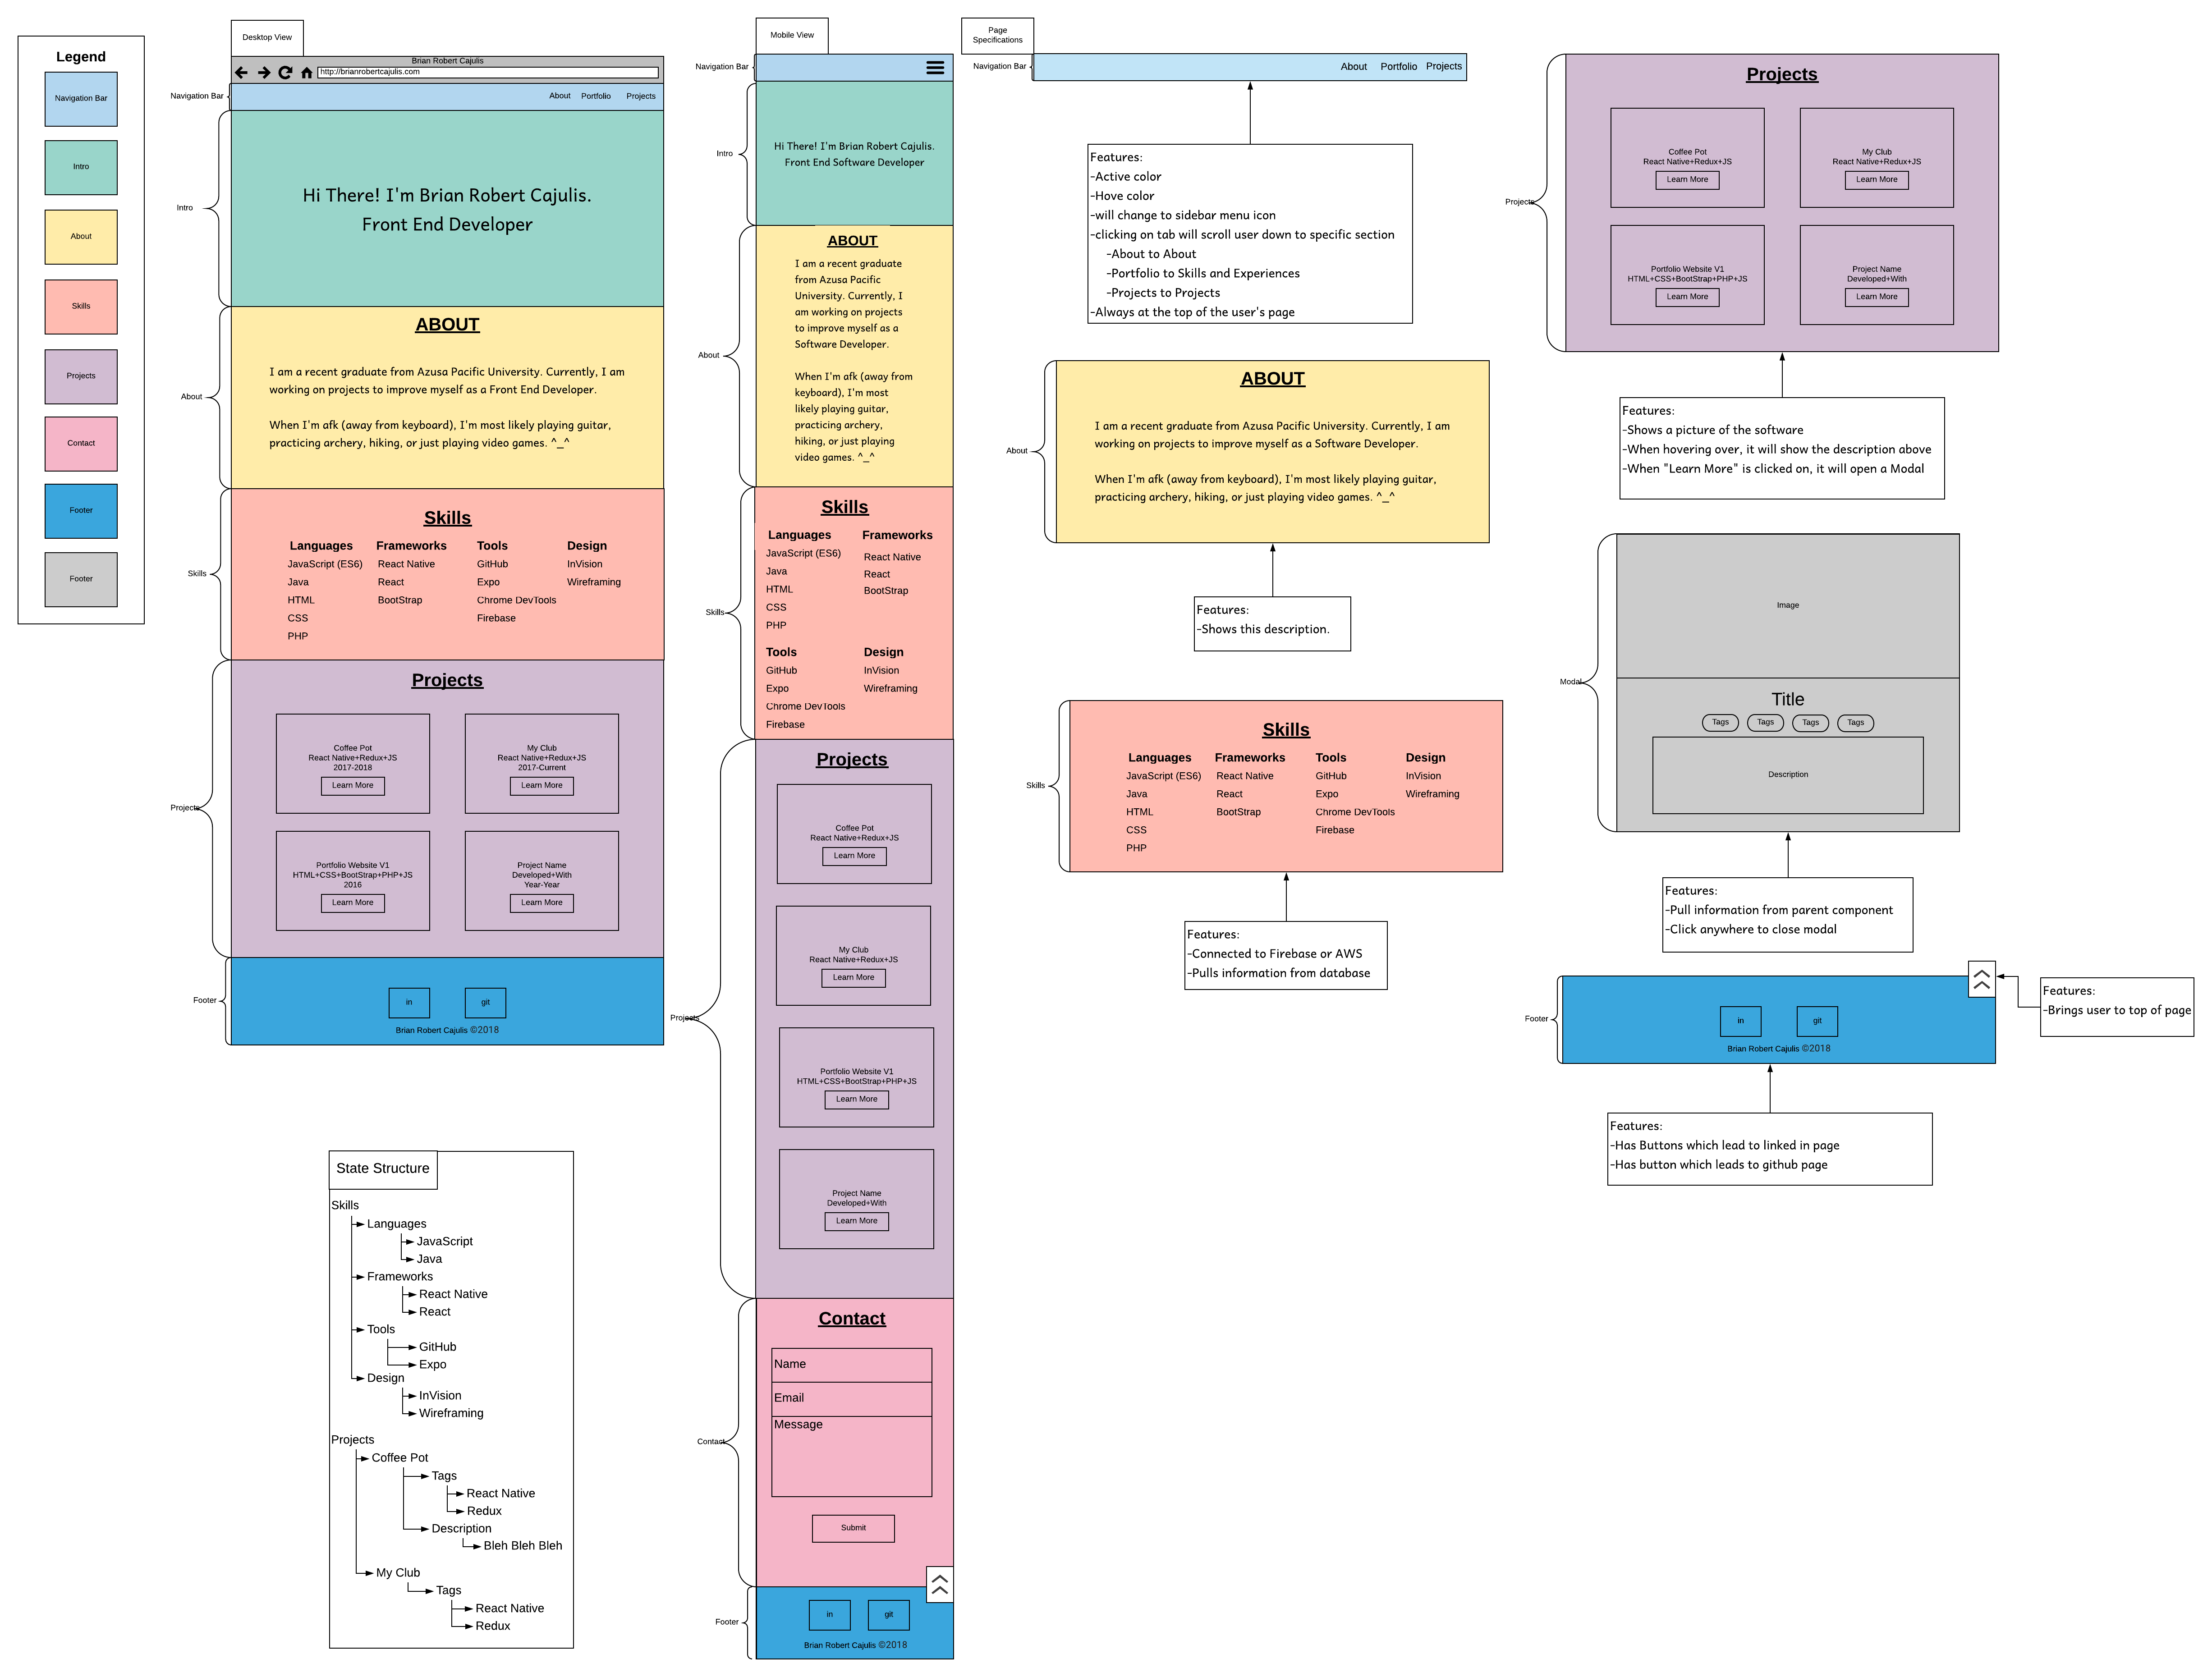 Legend
Navigation Bar
Intro
About
Skills
Projects
Contact
Footer
Footer
Desktop View
Brian Robert Cajulis
http://brianrobertcajulis.com
Navigation Bar
About Portfolio Projects
Intro
Hi There! I'm Brian Robert Cajulis.
Front End Developer
About
ABOUT
I am a recent graduate from Azusa Pacific University. Currently, I am
working on projects to improve myself as a Front End Developer.
When I'm afk (away from keyboard), I'm most likely playing guitar,
practicing archery, hiking, or just playing video games. ^_^
Skills
Skills
Languages Frameworks Tools Design
JavaScript (ES6) React Native GitHub InVision
Java React Expo Wireframing
HTML BootStrap Chrome DevTools
CSS Firebase
PHP
Projects
Projects
Coffee Pot
React Native+Redux+JS
2017-2018
Learn More
My Club
React Native+Redux+JS
2017-Current
Learn More
Portfolio Website V1
HTML+CSS+BootStrap+PHP+JS
2016
Learn More
Project Name
Developed+With
Year-Year
Learn More
Footer
in git
Brian Robert Cajulis ©2018
State Structure
Skills
Languages
JavaScript
Java
Frameworks
React Native
React
Tools
GitHub
Expo
Design
InVision
Wireframing
Projects
Coffee Pot
Tags
React Native
Redux
Description
Bleh Bleh Bleh
My Club
Tags
React Native
Redux
Mobile View
Navigation Bar
Intro
Hi There! I'm Brian Robert Cajulis.
Front End Software Developer
About
ABOUT
I am a recent graduate
from Azusa Pacific
University. Currently, I
am working on projects
to improve myself as a
Software Developer.
When I'm afk (away from
keyboard), I'm most
likely playing guitar,
practicing archery,
hiking, or just playing
video games. ^_^
Skills
Skills
Languages Frameworks
JavaScript (ES6) React Native
Java React
HTML BootStrap
CSS
PHP
Tools Design
GitHub InVision
Expo Wireframing
Chrome DevTools
Firebase
Projects
Projects
Coffee Pot
React Native+Redux+JS
Learn More
My Club
React Native+Redux+JS
Learn More
Portfolio Website V1
HTML+CSS+BootStrap+PHP+JS
Learn More
Project Name
Developed+With
Learn More
Contact
Contact
Name
Email
Message
Submit
Footer
in git
Brian Robert Cajulis ©2018
Page
Specifications
Navigation Bar
About Portfolio Projects
Features:
-Active color
-Hove color
-will change to sidebar menu icon
-clicking on tab will scroll user down to specific section
-About to About
-Portfolio to Skills and Experiences
-Projects to Projects
-Always at the top of the user's page
About
ABOUT
I am a recent graduate from Azusa Pacific University. Currently, I am
working on projects to improve myself as a Software Developer.
When I'm afk (away from keyboard), I'm most likely playing guitar,
practicing archery, hiking, or just playing video games. ^_^
Features:
-Shows this description.
Skills
Skills
Languages Frameworks Tools Design
JavaScript (ES6) React Native GitHub InVision
Java React Expo Wireframing
HTML BootStrap Chrome DevTools
CSS Firebase
PHP
Features:
-Connected to Firebase or AWS
-Pulls information from database
Projects
Projects
Coffee Pot
React Native+Redux+JS
Learn More
My Club
React Native+Redux+JS
Learn More
Portfolio Website V1
HTML+CSS+BootStrap+PHP+JS
Learn More
Project Name
Developed+With
Learn More
Features:
-Shows a picture of the software
-When hovering over, it will show the description above
-When "Learn More" is clicked on, it will open a Modal
Modal
Image
Title
Tags Tags Tags Tags
Description
Features:
-Pull information from parent component
-Click anywhere to close modal
Footer
in git
Brian Robert Cajulis ©2018
Features:
-Brings user to top of page
Features:
-Has Buttons which lead to linked in page
-Has button which leads to github page